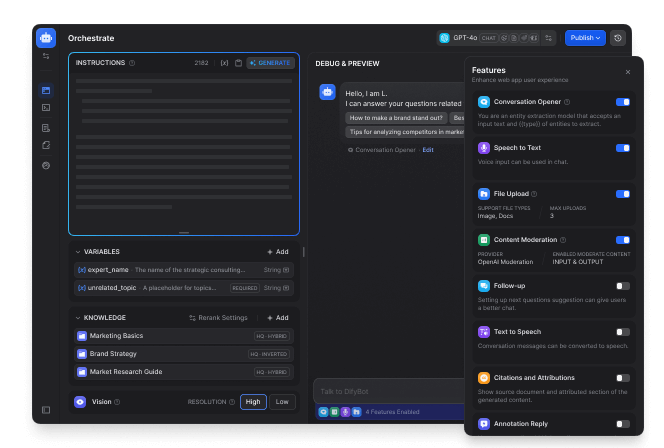 Orchestrate
GPT-4o CHAT
Publish
INSTRUCTIONS
2182
{x}
GENERATE
VARIABLES
+ Add
{x} expert_name · The name of the strategic consulting...
String
{x} unrelated_topic · A placeholder for topics...
REQUIRED
String
KNOWLEDGE
Rerank Settings
+ Add
Marketing Basics
HQ · HYBRID
Brand Strategy
HQ · INVERTED
Market Research Guide
HQ · HYBRID
Vision
RESOLUTION
High
Low
DEBUG & PREVIEW
Hello, I am L.
I can answer your questions related
How to make a brand stand out?
Bes
Tips for analyzing competitors in market
Conversation Opener · Edit
Talk to DifyBot
4 Features Enabled
Features
Enhance web app user experience
Conversation Opener
You are an entity extraction model that accepts an
input text and {{type}} of entities to extract.
Speech to Text
Voice input can be used in chat.
File Upload
SUPPORT FILE TYPES
MAX UPLOADS
Image, Docs
3
Content Moderation
PROVIDER
ENABLED MODERATE CONTENT
OpenAI Moderation
INPUT & OUTPUT
Follow-up
Setting up next questions suggestion can give users
a better chat.
Text to Speech
Conversation messages can be converted to speech.
Citations and Attributions
Show source document and attributed section of the
generated content.
Annotation Reply